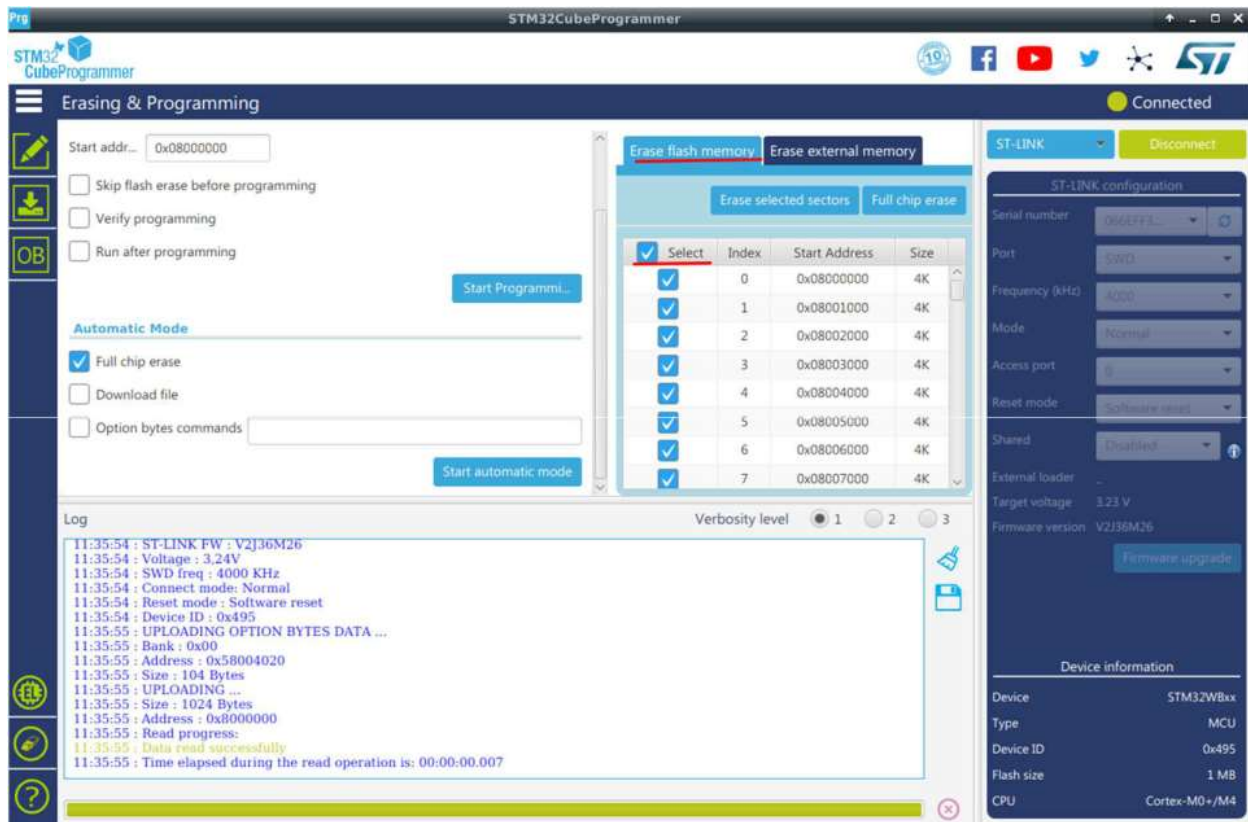 Prg
STM32CubeProgrammer
STM32
CubeProgrammer
10
Erasing & Programming
Connected
Start addr... 0x08000000
Skip flash erase before programming
Verify programming
Run after programming
Start Programmi...
Automatic Mode
Full chip erase
Download file
Option bytes commands
Start automatic mode
OB
Erase flash memory Erase external memory
Erase selected sectors Full chip erase
Select Index Start Address Size
0 0x08000000 4K
1 0x08001000 4K
2 0x08002000 4K
3 0x08003000 4K
4 0x08004000 4K
5 0x08005000 4K
6 0x08006000 4K
7 0x08007000 4K
Log
Verbosity level 1 2 3
11:35:54 : ST-LINK FW : V2J36M26
11:35:54 : Voltage : 3,24V
11:35:54 : SWD freq : 4000 KHz
11:35:54 : Connect mode: Normal
11:35:54 : Reset mode : Software reset
11:35:54 : Device ID : 0x495
11:35:55 : UPLOADING OPTION BYTES DATA ...
11:35:55 : Bank : 0x00
11:35:55 : Address : 0x58004020
11:35:55 : Size : 104 Bytes
11:35:55 : UPLOADING ...
11:35:55 : Size : 1024 Bytes
11:35:55 : Address : 0x8000000
11:35:55 : Read progress:
11:35:55 : Data read successfully
11:35:55 : Time elapsed during the read operation is: 00:00:00.007
ST-LINK Disconnect
ST-LINK configuration
Serial number
Port SWD
Frequency (kHz) 4000
Mode Normal
Access port 0
Reset mode Software reset
Shared Disabled
External loader _
Target voltage 3.23 V
Firmware version V2J36M26
Firmware upgrade
Device information
Device STM32WBxx
Type MCU
Device ID 0x495
Flash size 1 MB
CPU Cortex-M0+/M4